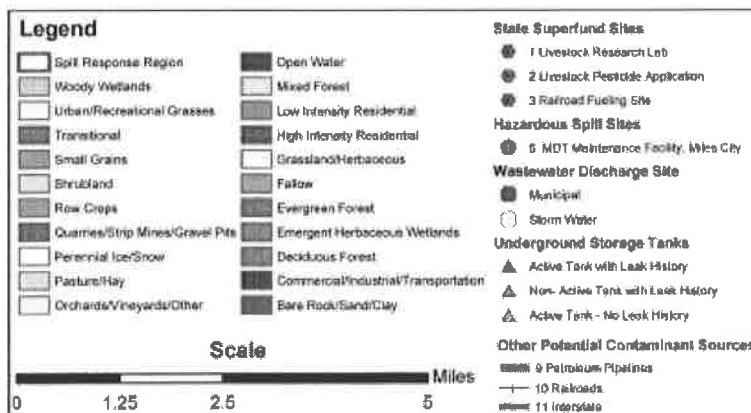 Legend
Spill Response Region
Woody Wetlands
Urban/Recreational Grasses
Transitional
Small Grains
Shrubland
Row Crops
Quarries/Strip Mines/Gravel Pits
Perennial Ice/Snow
Pasture/Hay
Orchards/Vineyards/Other
Open Water
Mixed Forest
Low Intensity Residential
High Intensity Residential
Grassland/Herbaceous
Fallow
Evergreen Forest
Emergent Herbaceous Wetlands
Deciduous Forest
Commercial/Industrial/Transportation
Bare Rock/Sand/Clay
Scale
Miles
0 1.25 2.5 5
State Superfund Sites
1 Livestock Research Lab
2 Livestock Pesticide Application
3 Railroad Fueling Site
Hazardous Spill Sites
6 MDT Maintenance Facility, Miles City
Wastewater Discharge Site
Municipal
Storm Water
Underground Storage Tanks
Active Tank with Leak History
Non- Active Tank with Leak History
Active Tank - No Leak History
Other Potential Contaminant Sources
9 Petroleum Pipelines
10 Railroads
11 Interstate